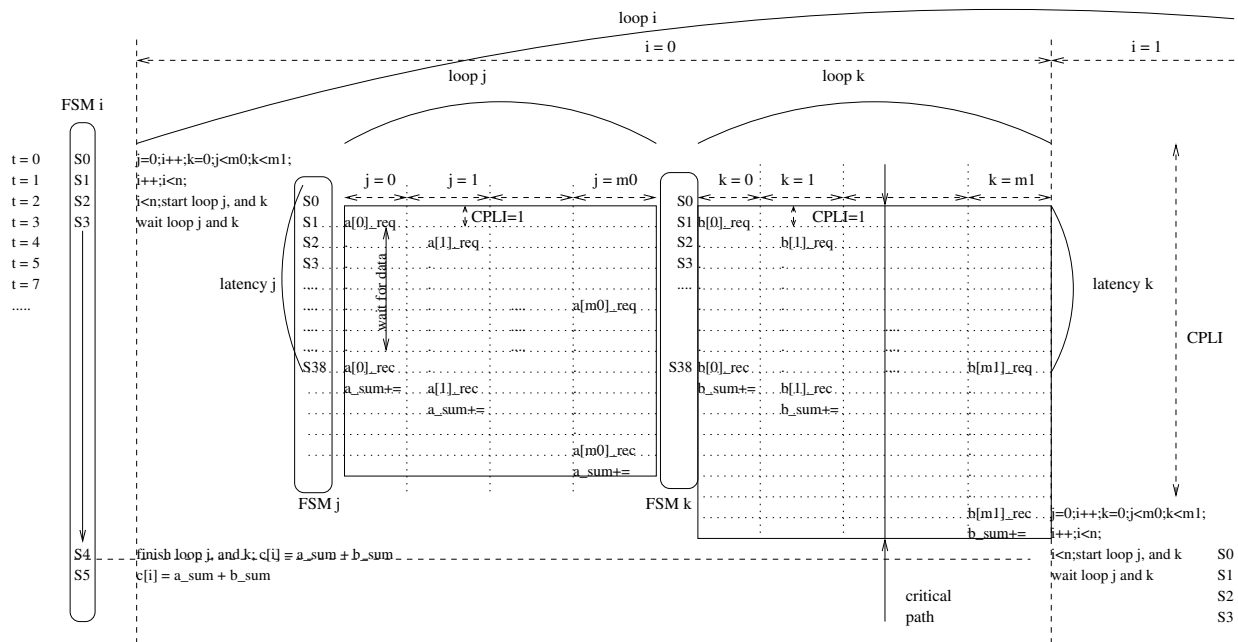 loop i
i = 0
i = 1
loop j
loop k
FSM i
t = 0 S0 j=0;i++;k=0;j<m0;k<m1;
t = 1 S1 i++;i<n;
t = 2 S2 i<n;start loop j, and k
t = 3 S3 wait loop j and k
t = 4
t = 5
t = 7
.....
j = 0 j = 1 j = m0
k = 0 k = 1 k = m1
S0
S1 a[0]_req CPLI=1
S2 a[1]_req
S3
....
.... a[m0]_req
....
.... ....
S38 a[0]_rec
a_sum+= a[1]_rec
a_sum+=
a[m0]_rec
a_sum+=
wait for data
latency j
FSM j
S0
S1 b[0]_req CPLI=1
S2 b[1]_req
S3
....
....
S38 b[0]_rec .... b[m1]_req
b_sum+= b[1]_rec
b_sum+=
b[m1]_rec
b_sum+=
FSM k
latency k
CPLI
j=0;i++;k=0;j<m0;k<m1;
i++;i<n;
S4 finish loop j, and k; c[i] = a_sum + b_sum
S5 c[i] = a_sum + b_sum
i<n;start loop j, and k S0
wait loop j and k S1
S2
S3
critical
path